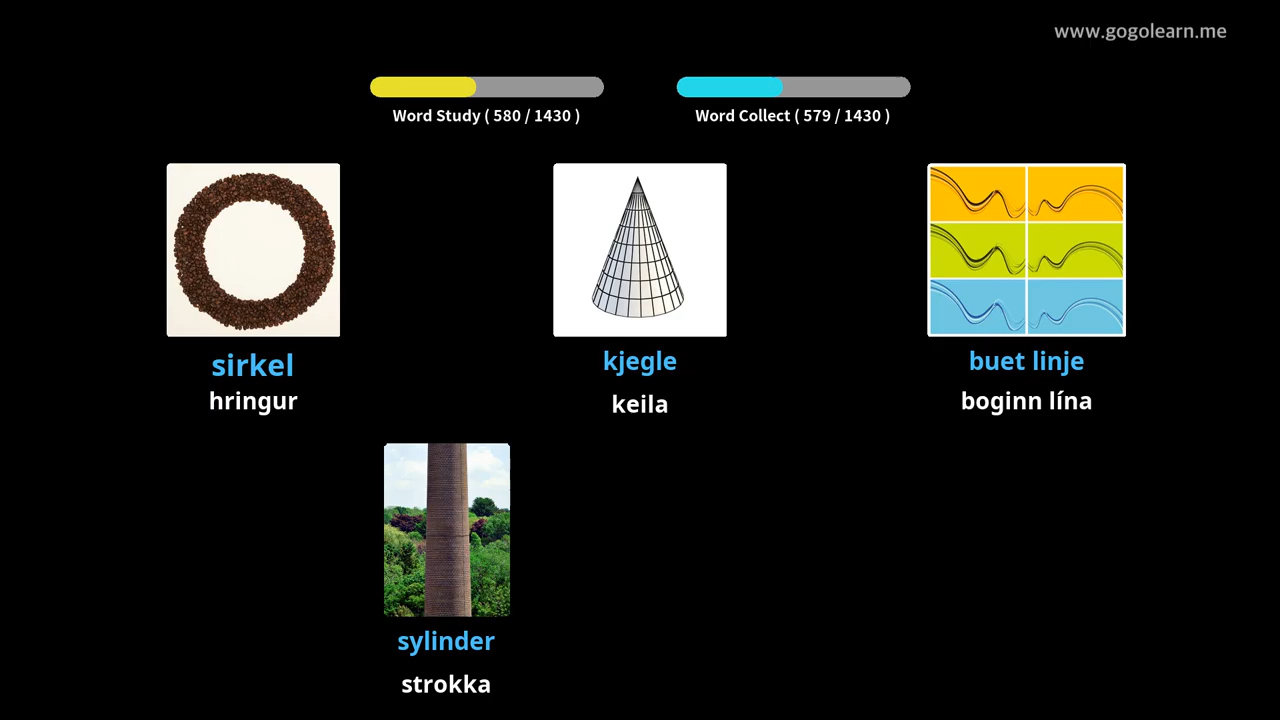 www.gogolearn.me
Word Study ( 580 / 1430 )
Word Collect ( 579 / 1430 )
sirkel
hringur
kjegle
keila
buet linje
boginn lína
sylinder
strokka